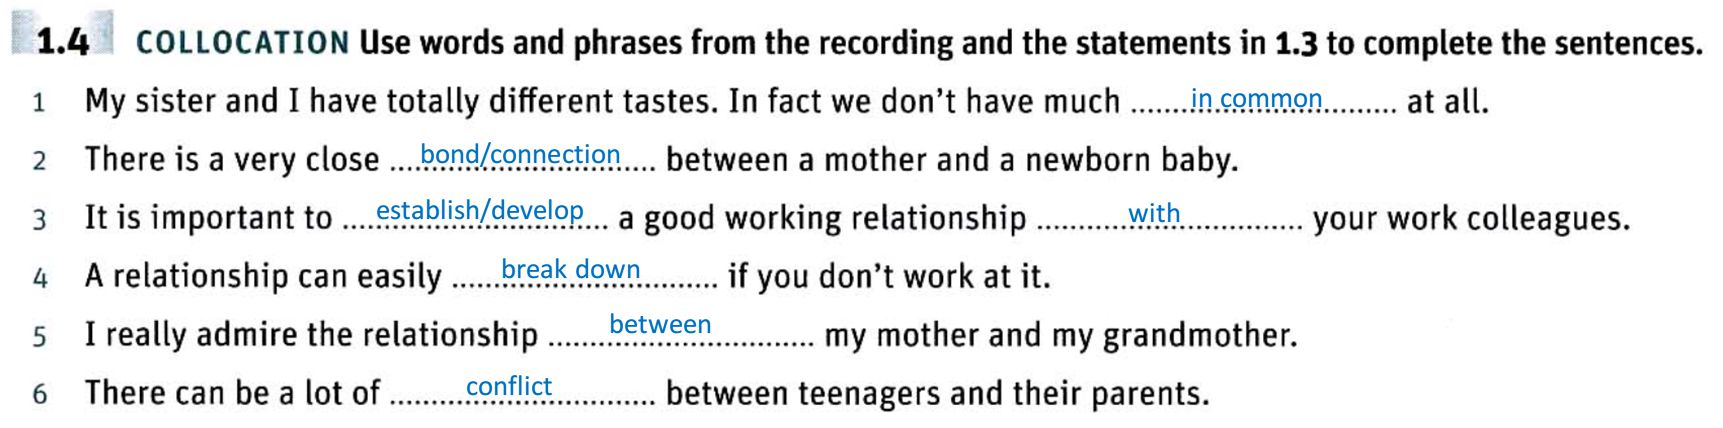 1.4 COLLOCATION Use words and phrases from the recording and the statements in 1.3 to complete the sentences.
1 My sister and I have totally different tastes. In fact we don't have much .......in common......... at all.
2 There is a very close ....bond/connection.... between a mother and a newborn baby.
3 It is important to ....establish/develop... a good working relationship ...........with.............. your work colleagues.
4 A relationship can easily ......break down......... if you don't work at it.
5 I really admire the relationship .......between............ my mother and my grandmother.
6 There can be a lot of .........conflict............ between teenagers and their parents.